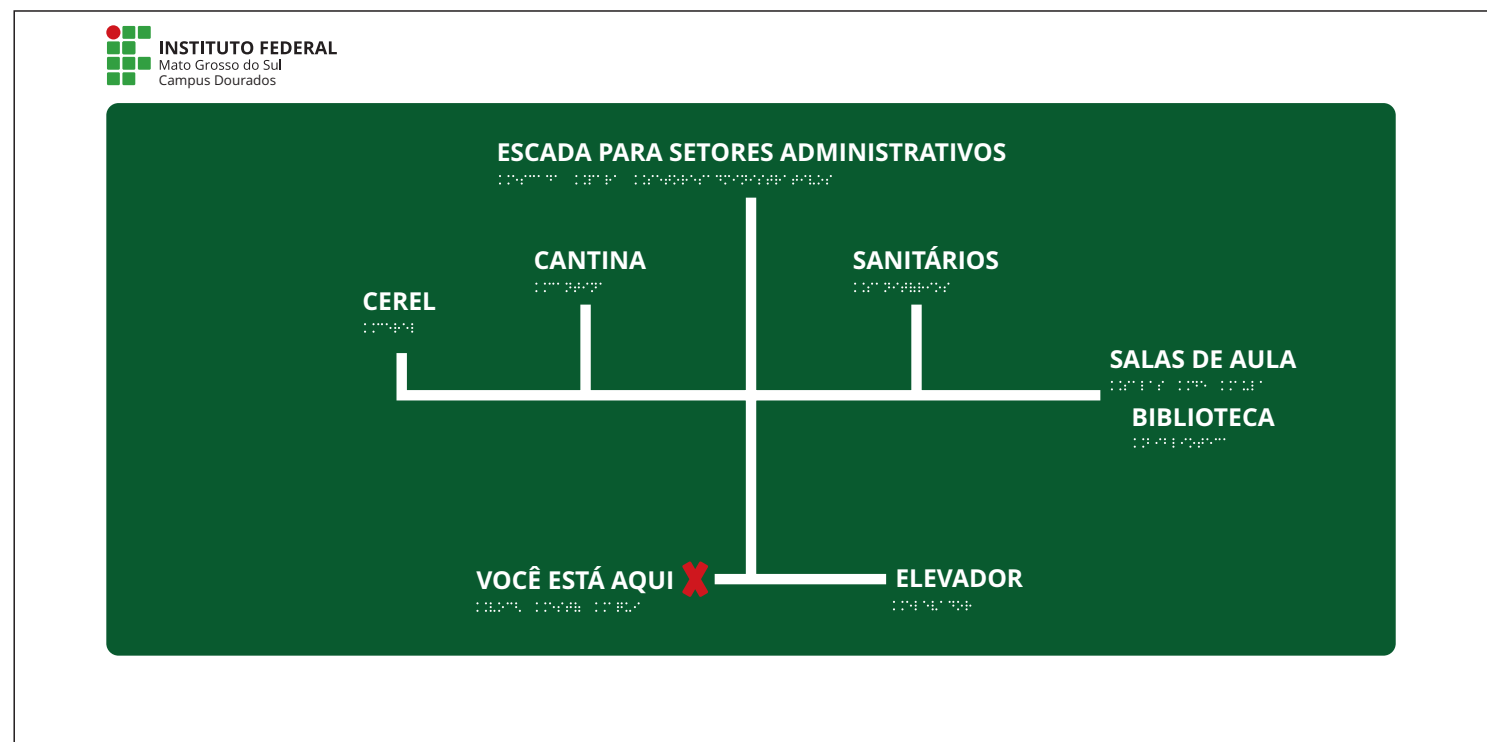 INSTITUTO FEDERAL
Mato Grosso do Sul
Campus Dourados
ESCADA PARA SETORES ADMINISTRATIVOS
CANTINA
SANITÁRIOS
CEREL
SALAS DE AULA
BIBLIOTECA
VOCÊ ESTÁ AQUI
ELEVADOR